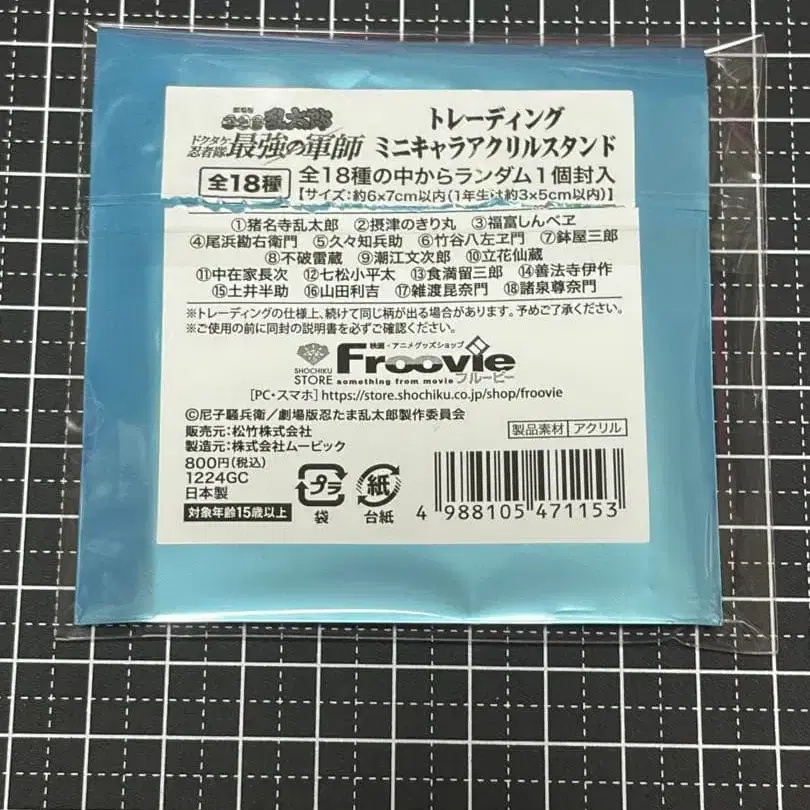 劇場版 忍たま乱太郎
ドクタケ忍者隊 最強の軍師
トレーディング
ミニキャラアクリルスタンド
全18種 全18種の中からランダム1個封入
【サイズ:約6×7cm以内(1年生は約3×5cm以内)】
①猪名寺乱太郎 ②摂津のきり丸 ③福富しんべヱ
④尾浜勘右衛門 ⑤久々知兵助 ⑥竹谷八左ヱ門 ⑦鉢屋三郎
⑧不破雷蔵 ⑨潮江文次郎 ⑩立花仙蔵
⑪中在家長次 ⑫七松小平太 ⑬食満留三郎 ⑭善法寺伊作
⑮土井半助 ⑯山田利吉 ⑰雑渡昆奈門 ⑱諸泉尊奈門
※トレーディングの仕様上、続けて同じ柄が出る場合があります。予めご了承ください。
※ご使用の前に同封の説明書を必ずご確認ください。
映画・アニメグッズショップ
SHOCHIKU STORE Froovie
something from movie フルービー
[PC・スマホ] https://store.shochiku.co.jp/shop/froovie
©尼子騒兵衛/劇場版忍たま乱太郎製作委員会
販売元:松竹株式会社
製造元:株式会社ムービック
800円(税込)
1224GC
日本製
対象年齢15歳以上
プラ 袋
紙 台紙
製品素材 アクリル
4 988105 471153